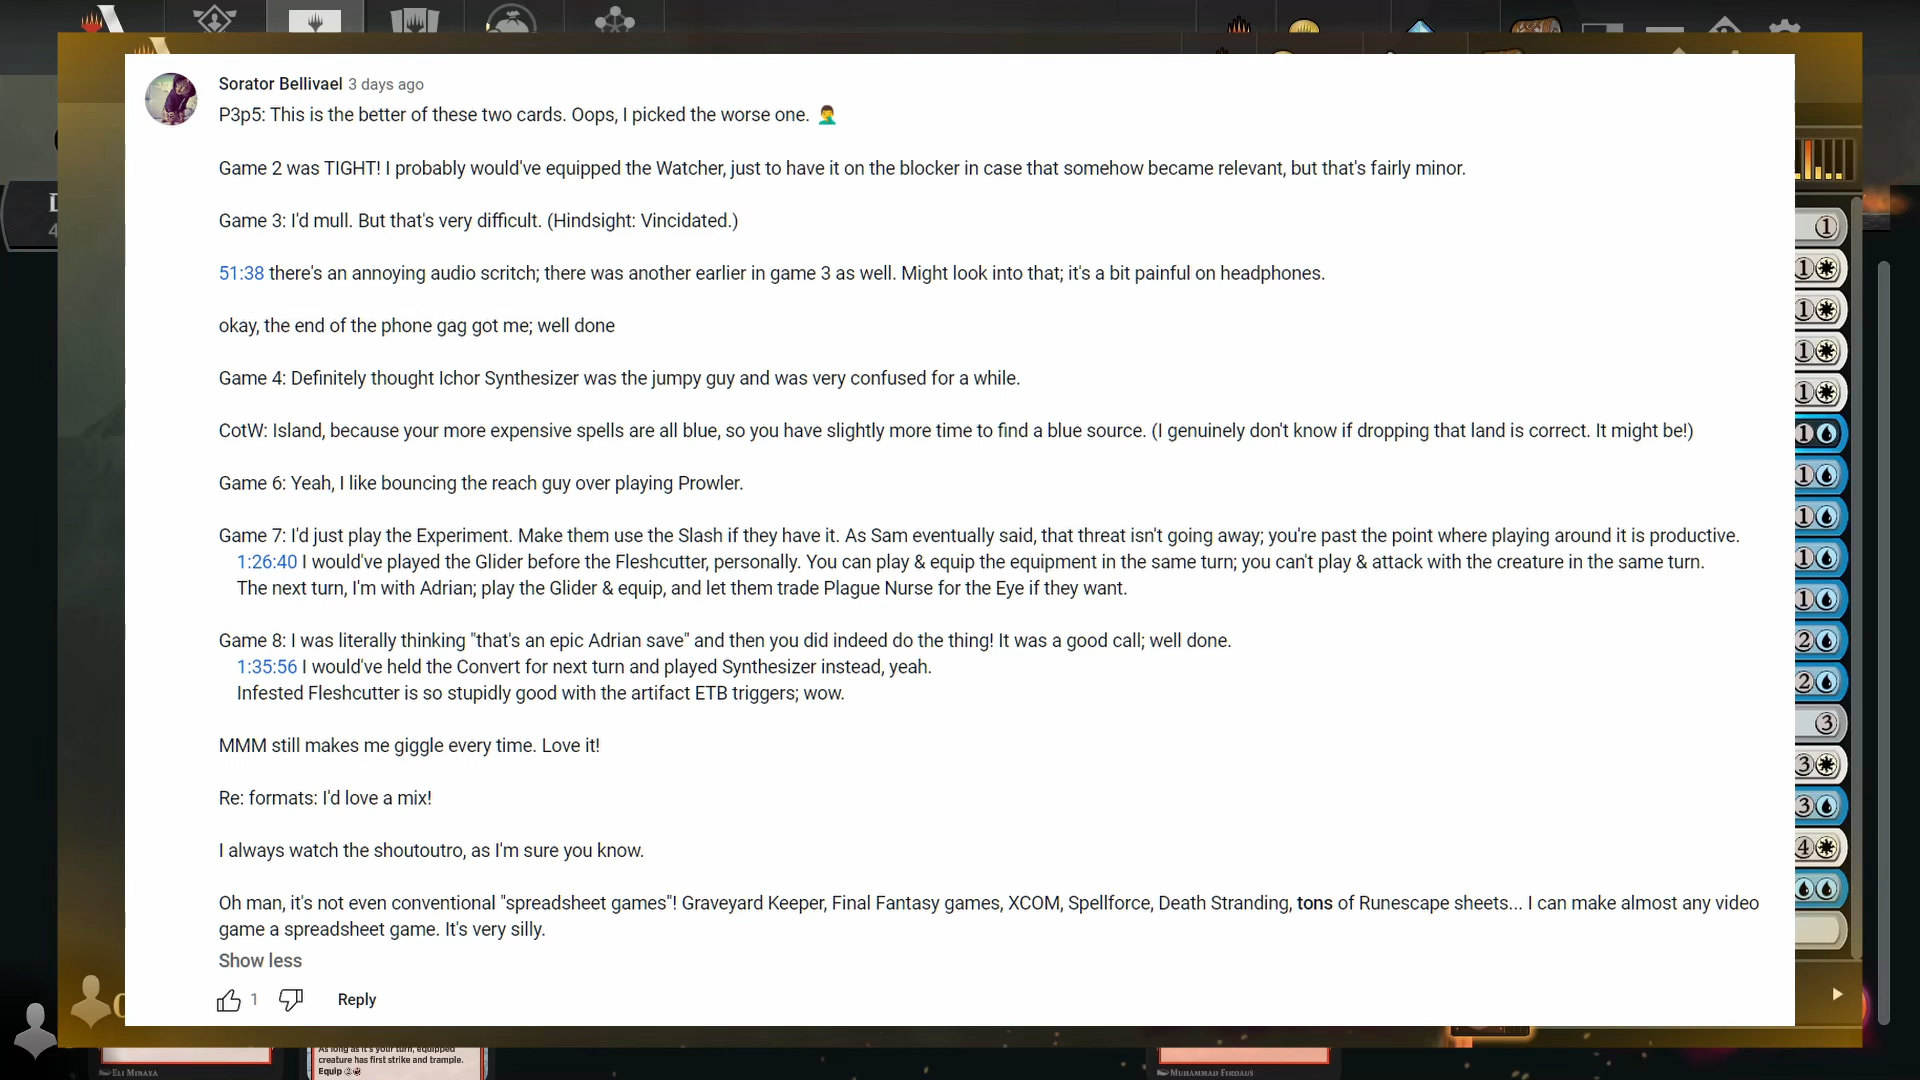 Sorator Bellivael 3 days ago
P3p5: This is the better of these two cards. Oops, I picked the worse one. 🤦‍♂️
Game 2 was TIGHT! I probably would've equipped the Watcher, just to have it on the blocker in case that somehow became relevant, but that's fairly minor.
Game 3: I'd mull. But that's very difficult. (Hindsight: Vincidated.)
51:38 there's an annoying audio scritch; there was another earlier in game 3 as well. Might look into that; it's a bit painful on headphones.
okay, the end of the phone gag got me; well done
Game 4: Definitely thought Ichor Synthesizer was the jumpy guy and was very confused for a while.
CotW: Island, because your more expensive spells are all blue, so you have slightly more time to find a blue source. (I genuinely don't know if dropping that land is correct. It might be!)
Game 6: Yeah, I like bouncing the reach guy over playing Prowler.
Game 7: I'd just play the Experiment. Make them use the Slash if they have it. As Sam eventually said, that threat isn't going away; you're past the point where playing around it is productive.
1:26:40 I would've played the Glider before the Fleshcutter, personally. You can play & equip the equipment in the same turn; you can't play & attack with the creature in the same turn.
The next turn, I'm with Adrian; play the Glider & equip, and let them trade Plague Nurse for the Eye if they want.
Game 8: I was literally thinking "that's an epic Adrian save" and then you did indeed do the thing! It was a good call; well done.
1:35:56 I would've held the Convert for next turn and played Synthesizer instead, yeah.
Infested Fleshcutter is so stupidly good with the artifact ETB triggers; wow.
MMM still makes me giggle every time. Love it!
Re: formats: I'd love a mix!
I always watch the shoutoutro, as I'm sure you know.
Oh man, it's not even conventional "spreadsheet games"! Graveyard Keeper, Final Fantasy games, XCOM, Spellforce, Death Stranding, tons of Runescape sheets... I can make almost any video
game a spreadsheet game. It's very silly.
Show less
1 Reply
1
1
1
1
1
1
1
1
1
1
2
2
3
3
3
4
As long as it's your turn, equipped
creature has first strike and trample.
Equip
Eli Minaya
Muhammad Firdaus